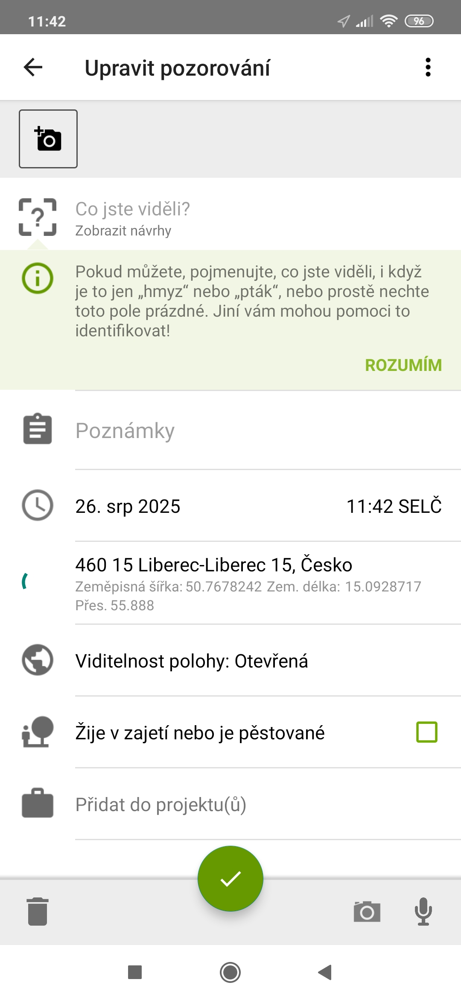 11:42
96
Upravit pozorování
Co jste viděli?
Zobrazit návrhy
Pokud můžete, pojmenujte, co jste viděli, i když
je to jen „hmyz“ nebo „pták“, nebo prostě nechte
toto pole prázdné. Jiní vám mohou pomoci to
identifikovat!
ROZUMÍM
Poznámky
26. srp 2025 11:42 SELČ
460 15 Liberec-Liberec 15, Česko
Zeměpisná šířka: 50.7678242 Zem. délka: 15.0928717
Přes. 55.888
Viditelnost polohy: Otevřená
Žije v zajetí nebo je pěstované
Přidat do projektu(ů)